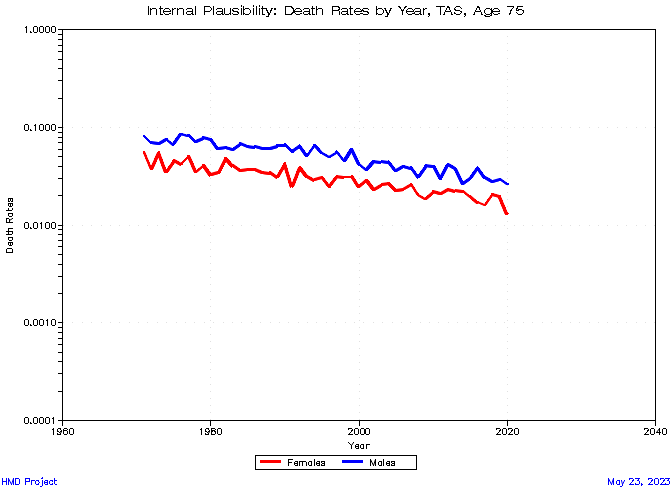 Internal Plausibility: Death Rates by Year, TAS, Age 75
1.0000
0.1000
0.0100
0.0010
0.0001
Death Rates
1960 1980 2000 2020 2040
Year
Females Males
HMD Project May 23, 2023